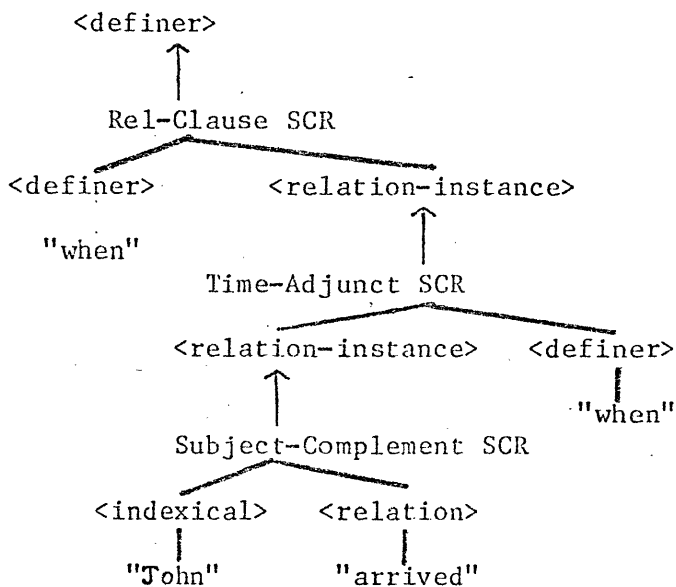 <definer>
Rel-Clause SCR
<definer> <relation-instance>
"when"
Time-Adjunct SCR
<relation-instance> <definer>
"when"
Subject-Complement SCR
<indexical> <relation>
"John" "arrived"